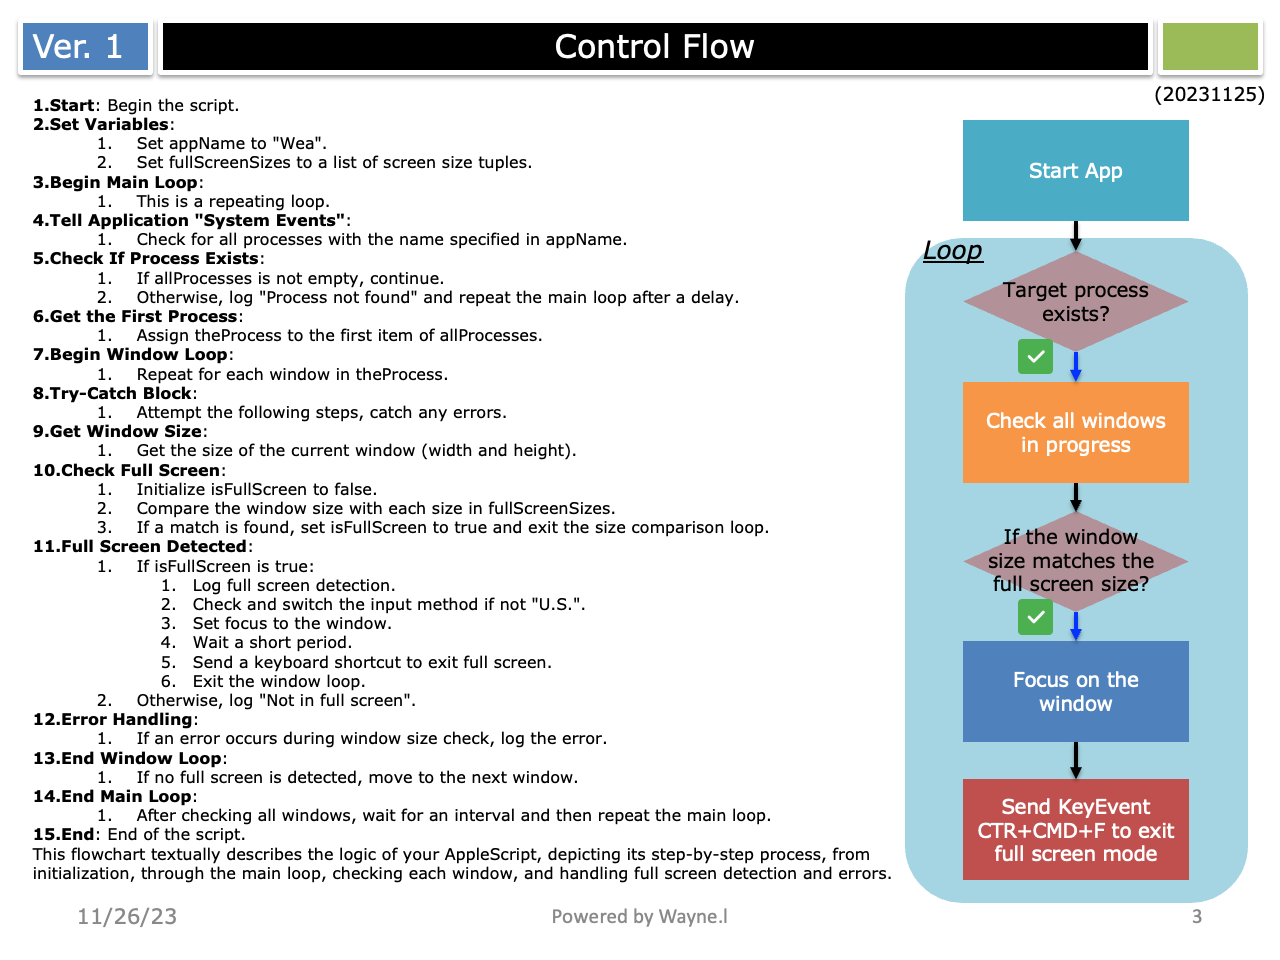 Ver. 1
Control Flow
(20231125)
1.Start: Begin the script.
2.Set Variables:
1. Set appName to "Wea".
2. Set fullScreenSizes to a list of screen size tuples.
3.Begin Main Loop:
1. This is a repeating loop.
4.Tell Application "System Events":
1. Check for all processes with the name specified in appName.
5.Check If Process Exists:
1. If allProcesses is not empty, continue.
2. Otherwise, log "Process not found" and repeat the main loop after a delay.
6.Get the First Process:
1. Assign theProcess to the first item of allProcesses.
7.Begin Window Loop:
1. Repeat for each window in theProcess.
8.Try-Catch Block:
1. Attempt the following steps, catch any errors.
9.Get Window Size:
1. Get the size of the current window (width and height).
10.Check Full Screen:
1. Initialize isFullScreen to false.
2. Compare the window size with each size in fullScreenSizes.
3. If a match is found, set isFullScreen to true and exit the size comparison loop.
11.Full Screen Detected:
1. If isFullScreen is true:
1. Log full screen detection.
2. Check and switch the input method if not "U.S.".
3. Set focus to the window.
4. Wait a short period.
5. Send a keyboard shortcut to exit full screen.
6. Exit the window loop.
2. Otherwise, log "Not in full screen".
12.Error Handling:
1. If an error occurs during window size check, log the error.
13.End Window Loop:
1. If no full screen is detected, move to the next window.
14.End Main Loop:
1. After checking all windows, wait for an interval and then repeat the main loop.
15.End: End of the script.
This flowchart textually describes the logic of your AppleScript, depicting its step-by-step process, from
initialization, through the main loop, checking each window, and handling full screen detection and errors.
Start App
Loop
Target process
exists?
Check all windows
in progress
If the window
size matches the
full screen size?
Focus on the
window
Send KeyEvent
CTR+CMD+F to exit
full screen mode
11/26/23
Powered by Wayne.l
3